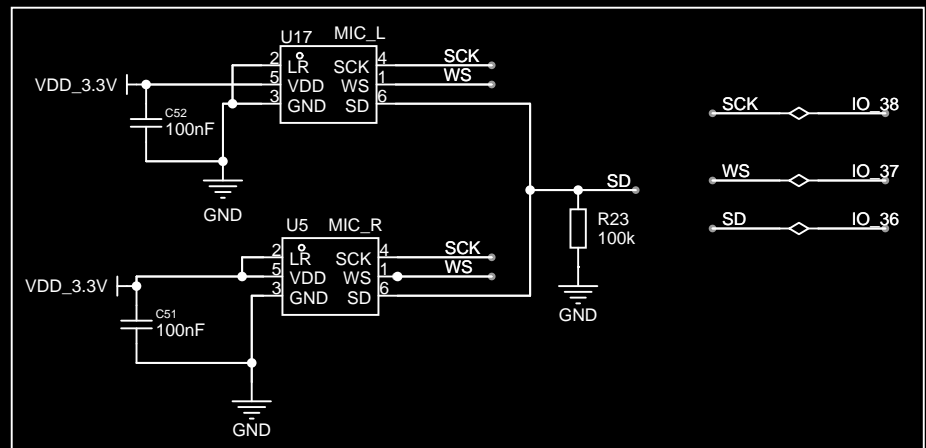 U17 MIC_L
2 LR SCK 4 SCK
VDD_3.3V 5 VDD WS 1 WS
3 GND SD 6
C52
100nF
GND
SCK IO_38
WS IO_37
SD IO_36
SD
R23
100k
GND
U5 MIC_R
2 LR SCK 4 SCK
VDD_3.3V 5 VDD WS 1 WS
3 GND SD 6
C51
100nF
GND